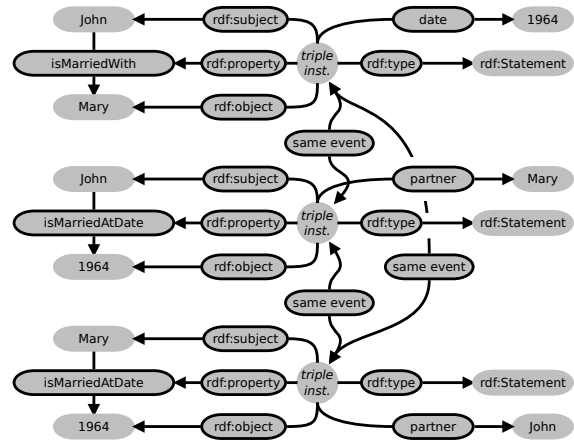 John rdf:subject date 1964
isMarriedWith rdf:property triple inst. rdf:type rdf:Statement
Mary rdf:object
same event
John rdf:subject partner Mary
isMarriedAtDate rdf:property triple inst. rdf:type rdf:Statement
1964 rdf:object same event
same event
Mary rdf:subject
isMarriedAtDate rdf:property triple inst. rdf:type rdf:Statement
1964 rdf:object partner John